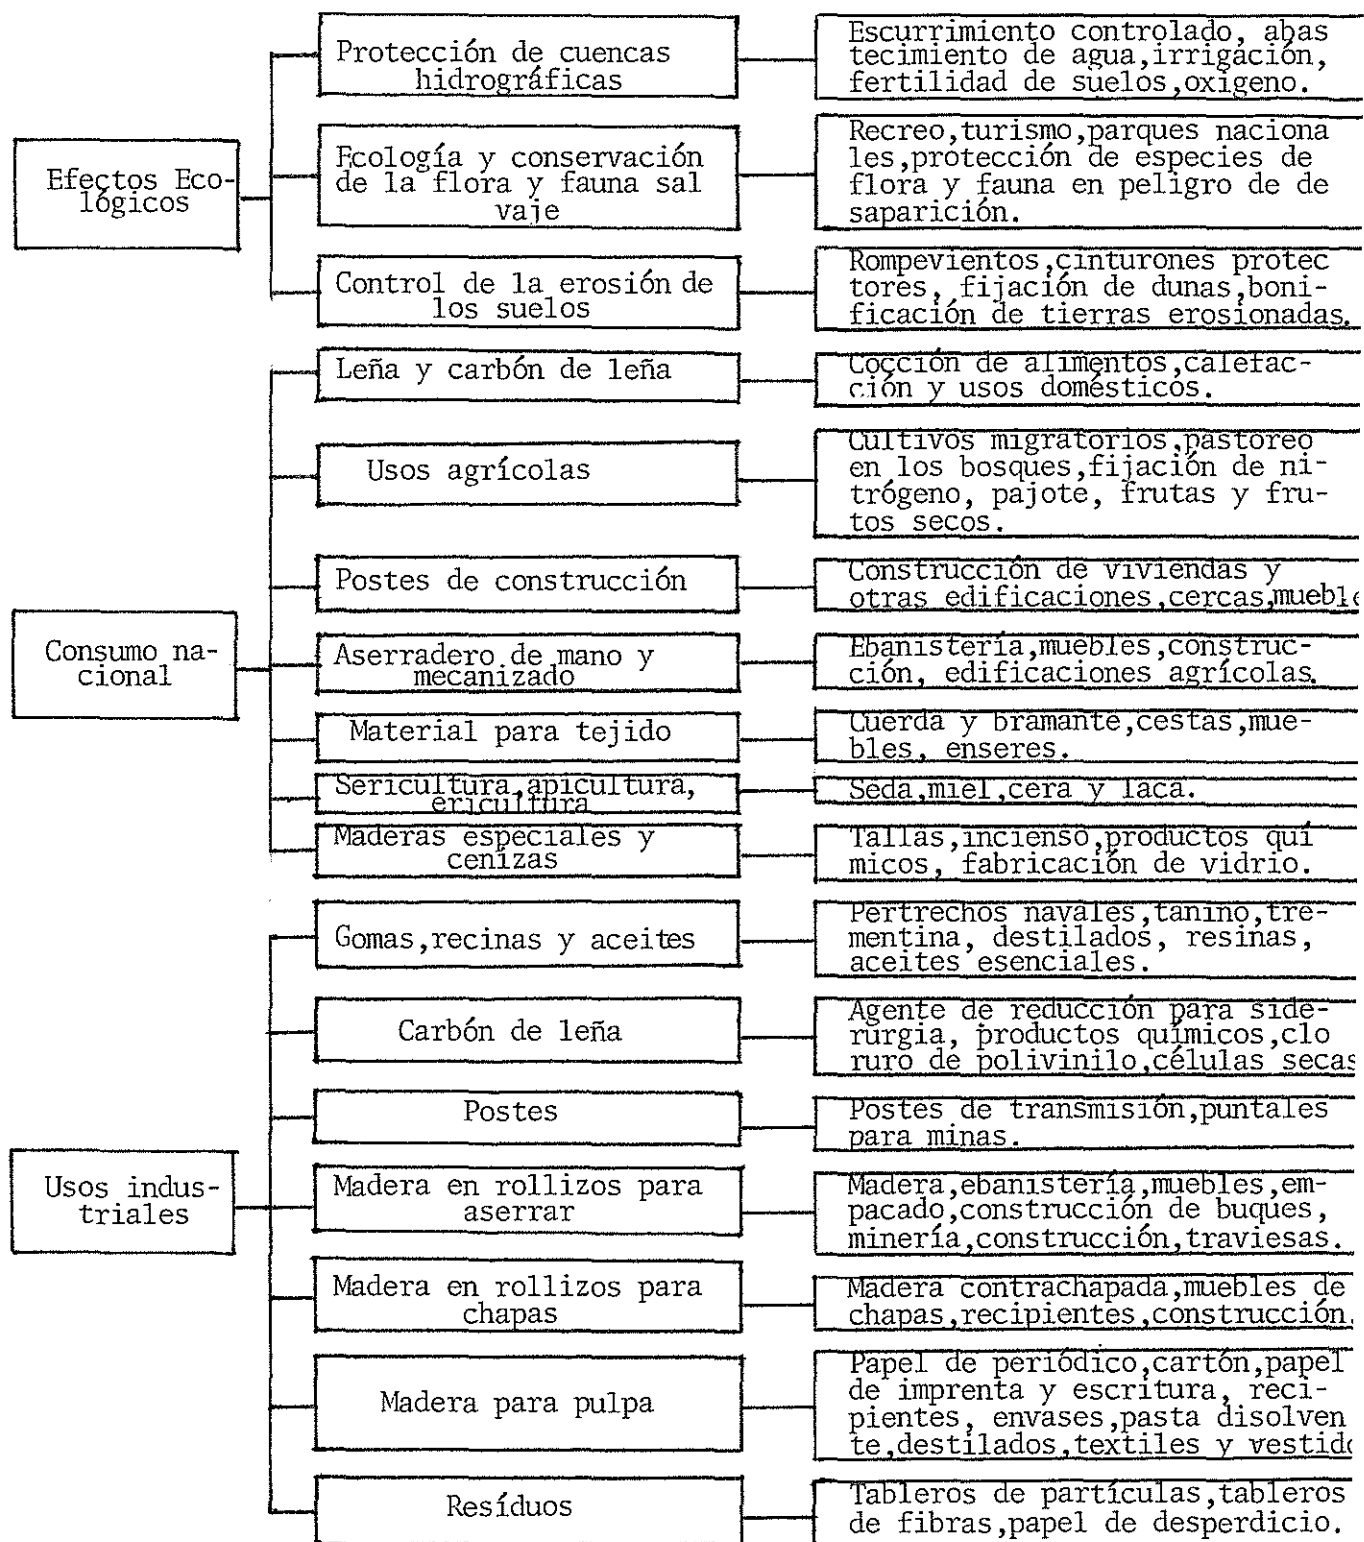 Protección de cuencas
hidrográficas
Escurrimiento controlado, abas
tecimiento de agua,irrigación,
fertilidad de suelos,oxigeno.
Efectos Eco-
lógicos
Ecología y conservación
de la flora y fauna sal
vaje
Recreo,turismo,parques naciona
les,protección de especies de
flora y fauna en peligro de de
saparición.
Control de la erosión de
los suelos
Rompevientos,cinturones protec
tores, fijación de dunas,boni-
ficación de tierras erosionadas.
Leña y carbón de leña
Cocción de alimentos,calefac-
ción y usos domésticos.
Usos agrícolas
Cultivos migratorios,pastoreo
en los bosques,fijación de ni-
trógeno, pajote, frutas y fru-
tos secos.
Postes de construcción
Construcción de viviendas y
otras edificaciones,cercas,mueble
Consumo na-
cional
Aserradero de mano y
mecanizado
Ebanistería,muebles,construc-
ción, edificaciones agrícolas.
Material para tejido
Cuerda y bramante,cestas,mue-
bles, enseres.
Sericultura,apicultura,
ericultura
Seda,miel,cera y laca.
Maderas especiales y
cenizas
Tallas,incienso,productos quí
micos, fabricación de vidrio.
Gomas,recinas y aceites
Pertrechos navales,tanino,tre-
mentina, destilados, resinas,
aceites esenciales.
Carbón de leña
Agente de reducción para side-
rurgia, productos químicos,clo
ruro de polivinilo,células secas
Postes
Postes de transmisión,puntales
para minas.
Usos indus-
triales
Madera en rollizos para
aserrar
Madera,ebanistería,muebles,em-
pacado,construcción de buques,
minería,construcción,traviesas.
Madera en rollizos para
chapas
Madera contrachapada,muebles de
chapas,recipientes,construcción.
Madera para pulpa
Papel de periódico,cartón,papel
de imprenta y escritura, reci-
pientes, envases,pasta disolven
te,destilados,textiles y vestido
Resíduos
Tableros de partículas,tableros
de fibras,papel de desperdicio.